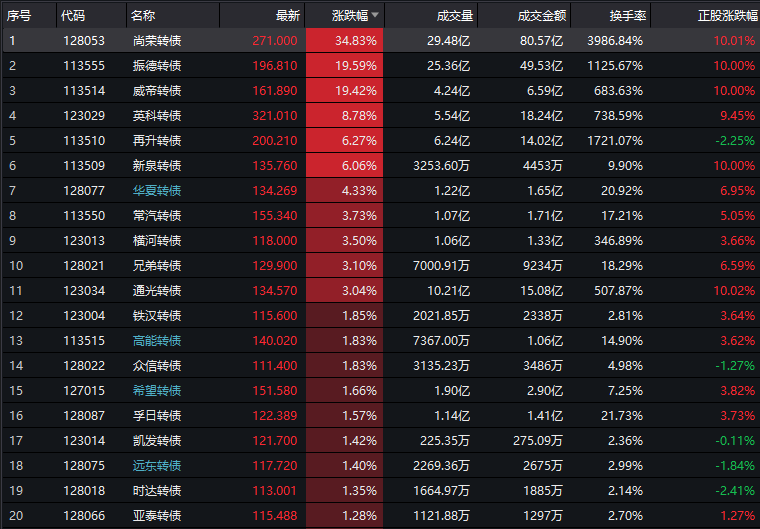 序号 代码 名称 最新 涨跌幅 成交量 成交金额 换手率 正股涨跌幅
1 128053 尚荣转债 271.000 34.83% 29.48亿 80.57亿 3986.84% 10.01%
2 113555 振德转债 196.810 19.59% 25.36亿 49.53亿 1125.67% 10.00%
3 113514 威帝转债 161.890 19.42% 4.24亿 6.59亿 683.63% 10.00%
4 123029 英科转债 321.010 8.78% 5.54亿 18.24亿 738.59% 9.45%
5 113510 再升转债 200.210 6.27% 6.24亿 14.02亿 1721.07% -2.25%
6 113509 新泉转债 135.760 6.06% 3253.60万 4453万 9.90% 10.00%
7 128077 华夏转债 134.269 4.33% 1.22亿 1.65亿 20.92% 6.95%
8 113550 常汽转债 155.340 3.73% 1.07亿 1.71亿 17.21% 5.05%
9 123013 横河转债 118.000 3.50% 1.06亿 1.33亿 346.89% 3.66%
10 128021 兄弟转债 129.900 3.10% 7000.91万 9234万 18.29% 6.59%
11 123034 通光转债 134.570 3.04% 10.21亿 15.08亿 507.87% 10.02%
12 123004 铁汉转债 115.600 1.85% 2021.85万 2338万 2.81% 3.64%
13 113515 高能转债 140.020 1.83% 7367.00万 1.06亿 14.90% 3.62%
14 128022 众信转债 111.400 1.83% 3135.23万 3486万 4.98% -1.27%
15 127015 希望转债 151.580 1.66% 1.90亿 2.90亿 7.25% 3.82%
16 128087 孚日转债 122.389 1.57% 1.14亿 1.41亿 21.73% 3.73%
17 123014 凯发转债 121.700 1.42% 225.35万 275.09万 2.36% -0.11%
18 128075 远东转债 117.720 1.40% 2269.36万 2675万 2.99% -1.84%
19 128018 时达转债 113.001 1.35% 1664.97万 1885万 2.14% -2.41%
20 128066 亚泰转债 115.488 1.28% 1121.88万 1297万 2.70% 1.27%